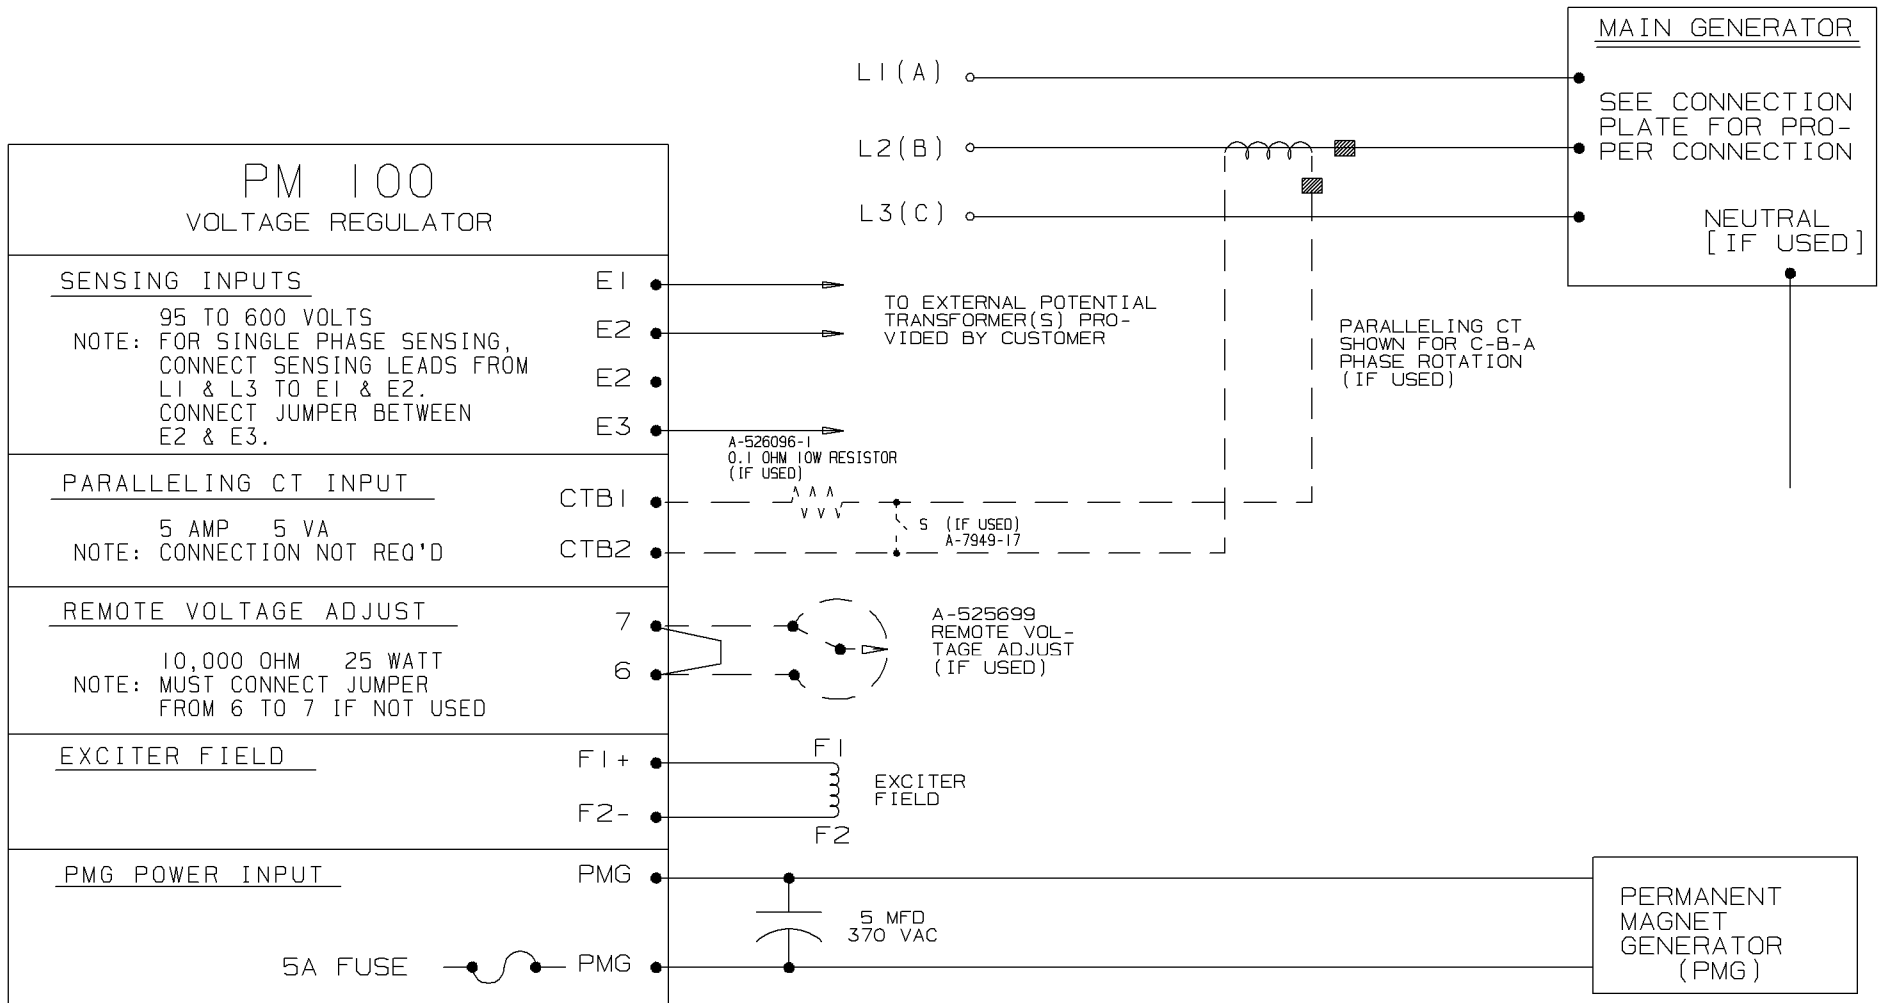 MAIN GENERATOR
L1(A)
SEE CONNECTION
PLATE FOR PRO-
PER CONNECTION
L2(B)
L3(C)
NEUTRAL
[IF USED]
PM 100
VOLTAGE REGULATOR
SENSING INPUTS
95 TO 600 VOLTS
NOTE: FOR SINGLE PHASE SENSING,
CONNECT SENSING LEADS FROM
L1 & L3 TO E1 & E2.
CONNECT JUMPER BETWEEN
E2 & E3.
E1
E2
E2
E3
TO EXTERNAL POTENTIAL
TRANSFORMER(S) PRO-
VIDED BY CUSTOMER
PARALLELING CT
SHOWN FOR C-B-A
PHASE ROTATION
(IF USED)
A-526096-1
0.1 OHM 10W RESISTOR
(IF USED)
PARALLELING CT INPUT
5 AMP 5 VA
NOTE: CONNECTION NOT REQ'D
CTB1
CTB2
S (IF USED)
A-7949-17
REMOTE VOLTAGE ADJUST
10,000 OHM 25 WATT
NOTE: MUST CONNECT JUMPER
FROM 6 TO 7 IF NOT USED
7
6
A-525699
REMOTE VOL-
TAGE ADJUST
(IF USED)
EXCITER FIELD
F1+
F2-
F1
EXCITER
FIELD
F2
PMG POWER INPUT
PMG
5 MFD
370 VAC
5A FUSE
PMG
PERMANENT
MAGNET
GENERATOR
(PMG)